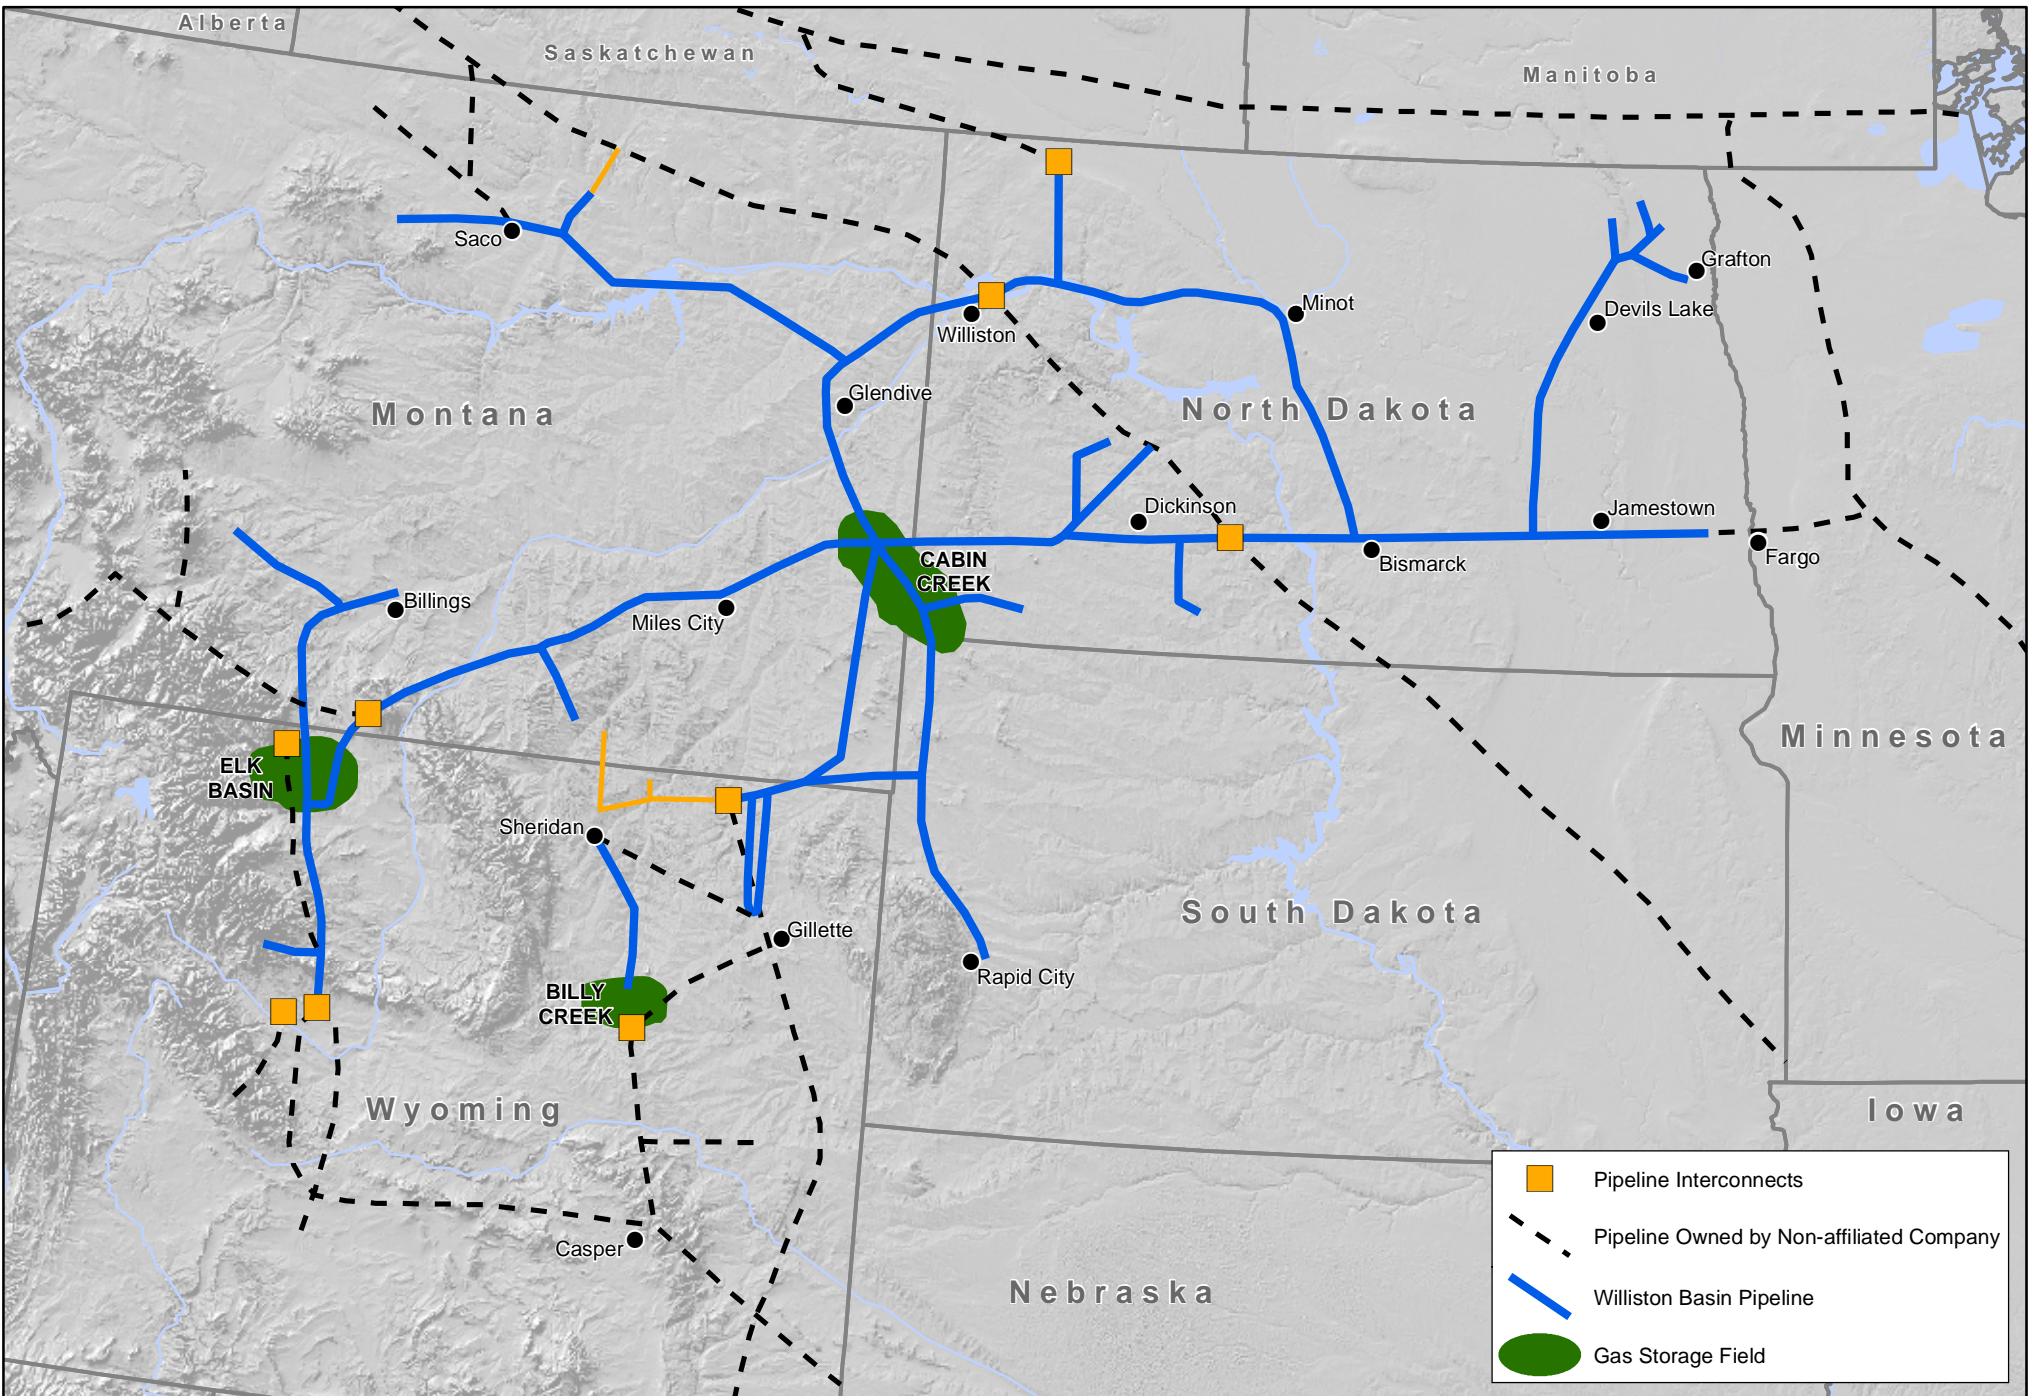 Alberta
Saskatchewan
Manitoba
Saco
Grafton
Minot
Devils Lake
Williston
Glendive
Montana
North Dakota
Dickinson
Jamestown
CABIN
CREEK
Fargo
Bismarck
Billings
Miles City
Minnesota
ELK
BASIN
Sheridan
South Dakota
Gillette
Rapid City
BILLY
CREEK
Wyoming
Iowa
Casper
Nebraska
Pipeline Interconnects
Pipeline Owned by Non-affiliated Company
Williston Basin Pipeline
Gas Storage Field